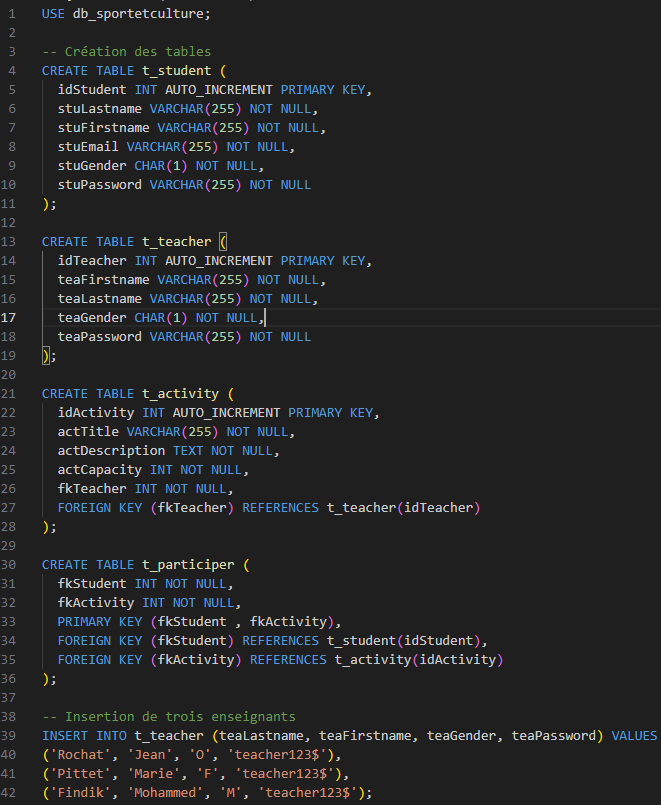 1 USE db_sportetculture;
2
3 -- Création des tables
4 CREATE TABLE t_student (
5 idStudent INT AUTO_INCREMENT PRIMARY KEY,
6 stuLastname VARCHAR(255) NOT NULL,
7 stuFirstname VARCHAR(255) NOT NULL,
8 stuEmail VARCHAR(255) NOT NULL,
9 stuGender CHAR(1) NOT NULL,
10 stuPassword VARCHAR(255) NOT NULL
11 );
12
13 CREATE TABLE t_teacher (
14 idTeacher INT AUTO_INCREMENT PRIMARY KEY,
15 teaFirstname VARCHAR(255) NOT NULL,
16 teaLastname VARCHAR(255) NOT NULL,
17 teaGender CHAR(1) NOT NULL,
18 teaPassword VARCHAR(255) NOT NULL
19 );
20
21 CREATE TABLE t_activity (
22 idActivity INT AUTO_INCREMENT PRIMARY KEY,
23 actTitle VARCHAR(255) NOT NULL,
24 actDescription TEXT NOT NULL,
25 actCapacity INT NOT NULL,
26 fkTeacher INT NOT NULL,
27 FOREIGN KEY (fkTeacher) REFERENCES t_teacher(idTeacher)
28 );
29
30 CREATE TABLE t_participer (
31 fkStudent INT NOT NULL,
32 fkActivity INT NOT NULL,
33 PRIMARY KEY (fkStudent , fkActivity),
34 FOREIGN KEY (fkStudent) REFERENCES t_student(idStudent),
35 FOREIGN KEY (fkActivity) REFERENCES t_activity(idActivity)
36 );
37
38 -- Insertion de trois enseignants
39 INSERT INTO t_teacher (teaLastname, teaFirstname, teaGender, teaPassword) VALUES
40 ('Rochat', 'Jean', 'O', 'teacher123$'),
41 ('Pittet', 'Marie', 'F', 'teacher123$'),
42 ('Findik', 'Mohammed', 'M', 'teacher123$');